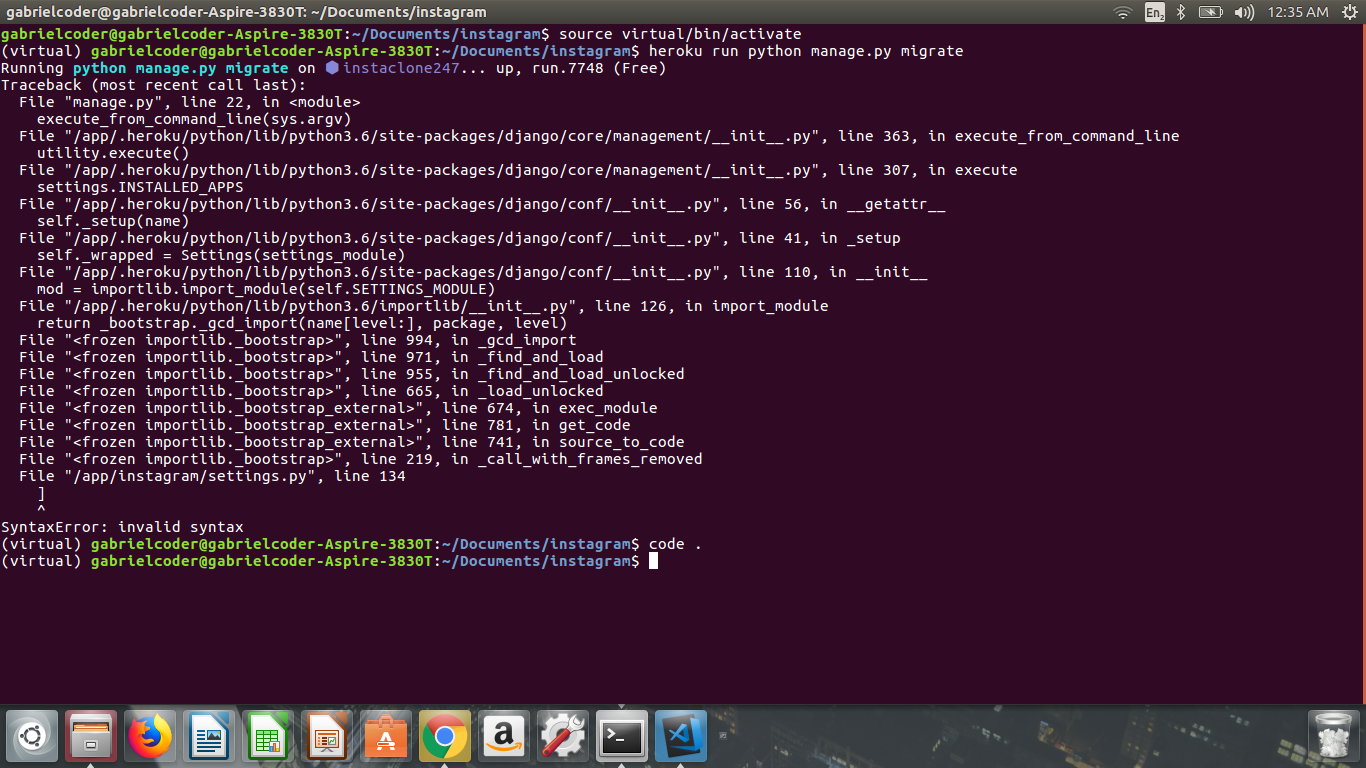 gabrielcoder@gabrielcoder-Aspire-3830T: ~/Documents/instagram
En2
12:35 AM
gabrielcoder@gabrielcoder-Aspire-3830T:~/Documents/instagram$ source virtual/bin/activate
(virtual) gabrielcoder@gabrielcoder-Aspire-3830T:~/Documents/instagram$ heroku run python manage.py migrate
Running python manage.py migrate on ⬢ instaclone247... up, run.7748 (Free)
Traceback (most recent call last):
  File "manage.py", line 22, in <module>
    execute_from_command_line(sys.argv)
  File "/app/.heroku/python/lib/python3.6/site-packages/django/core/management/__init__.py", line 363, in execute_from_command_line
    utility.execute()
  File "/app/.heroku/python/lib/python3.6/site-packages/django/core/management/__init__.py", line 307, in execute
    settings.INSTALLED_APPS
  File "/app/.heroku/python/lib/python3.6/site-packages/django/conf/__init__.py", line 56, in __getattr__
    self._setup(name)
  File "/app/.heroku/python/lib/python3.6/site-packages/django/conf/__init__.py", line 41, in _setup
    self._wrapped = Settings(settings_module)
  File "/app/.heroku/python/lib/python3.6/site-packages/django/conf/__init__.py", line 110, in __init__
    mod = importlib.import_module(self.SETTINGS_MODULE)
  File "/app/.heroku/python/lib/python3.6/importlib/__init__.py", line 126, in import_module
    return _bootstrap._gcd_import(name[level:], package, level)
  File "<frozen importlib._bootstrap>", line 994, in _gcd_import
  File "<frozen importlib._bootstrap>", line 971, in _find_and_load
  File "<frozen importlib._bootstrap>", line 955, in _find_and_load_unlocked
  File "<frozen importlib._bootstrap>", line 665, in _load_unlocked
  File "<frozen importlib._bootstrap_external>", line 674, in exec_module
  File "<frozen importlib._bootstrap_external>", line 781, in get_code
  File "<frozen importlib._bootstrap_external>", line 741, in source_to_code
  File "<frozen importlib._bootstrap>", line 219, in _call_with_frames_removed
  File "/app/instagram/settings.py", line 134
    ]
    ^
SyntaxError: invalid syntax
(virtual) gabrielcoder@gabrielcoder-Aspire-3830T:~/Documents/instagram$ code .
(virtual) gabrielcoder@gabrielcoder-Aspire-3830T:~/Documents/instagram$